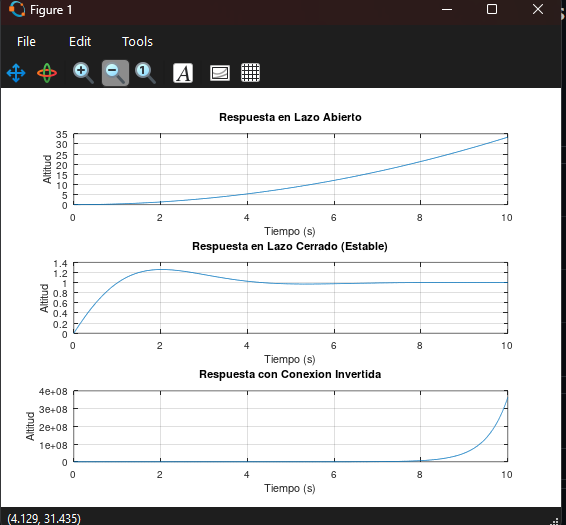 Figure 1
File Edit Tools
A
Respuesta en Lazo Abierto
35
30
25
20
15
10
5
0
Altitud
0 2 4 6 8 10
Tiempo (s)
Respuesta en Lazo Cerrado (Estable)
1.4
1.2
1
0.8
0.6
0.4
0.2
0
Altitud
0 2 4 6 8 10
Tiempo (s)
Respuesta con Conexion Invertida
4e+08
3e+08
2e+08
1e+08
0
Altitud
0 2 4 6 8 10
Tiempo (s)
(4.129, 31.435)